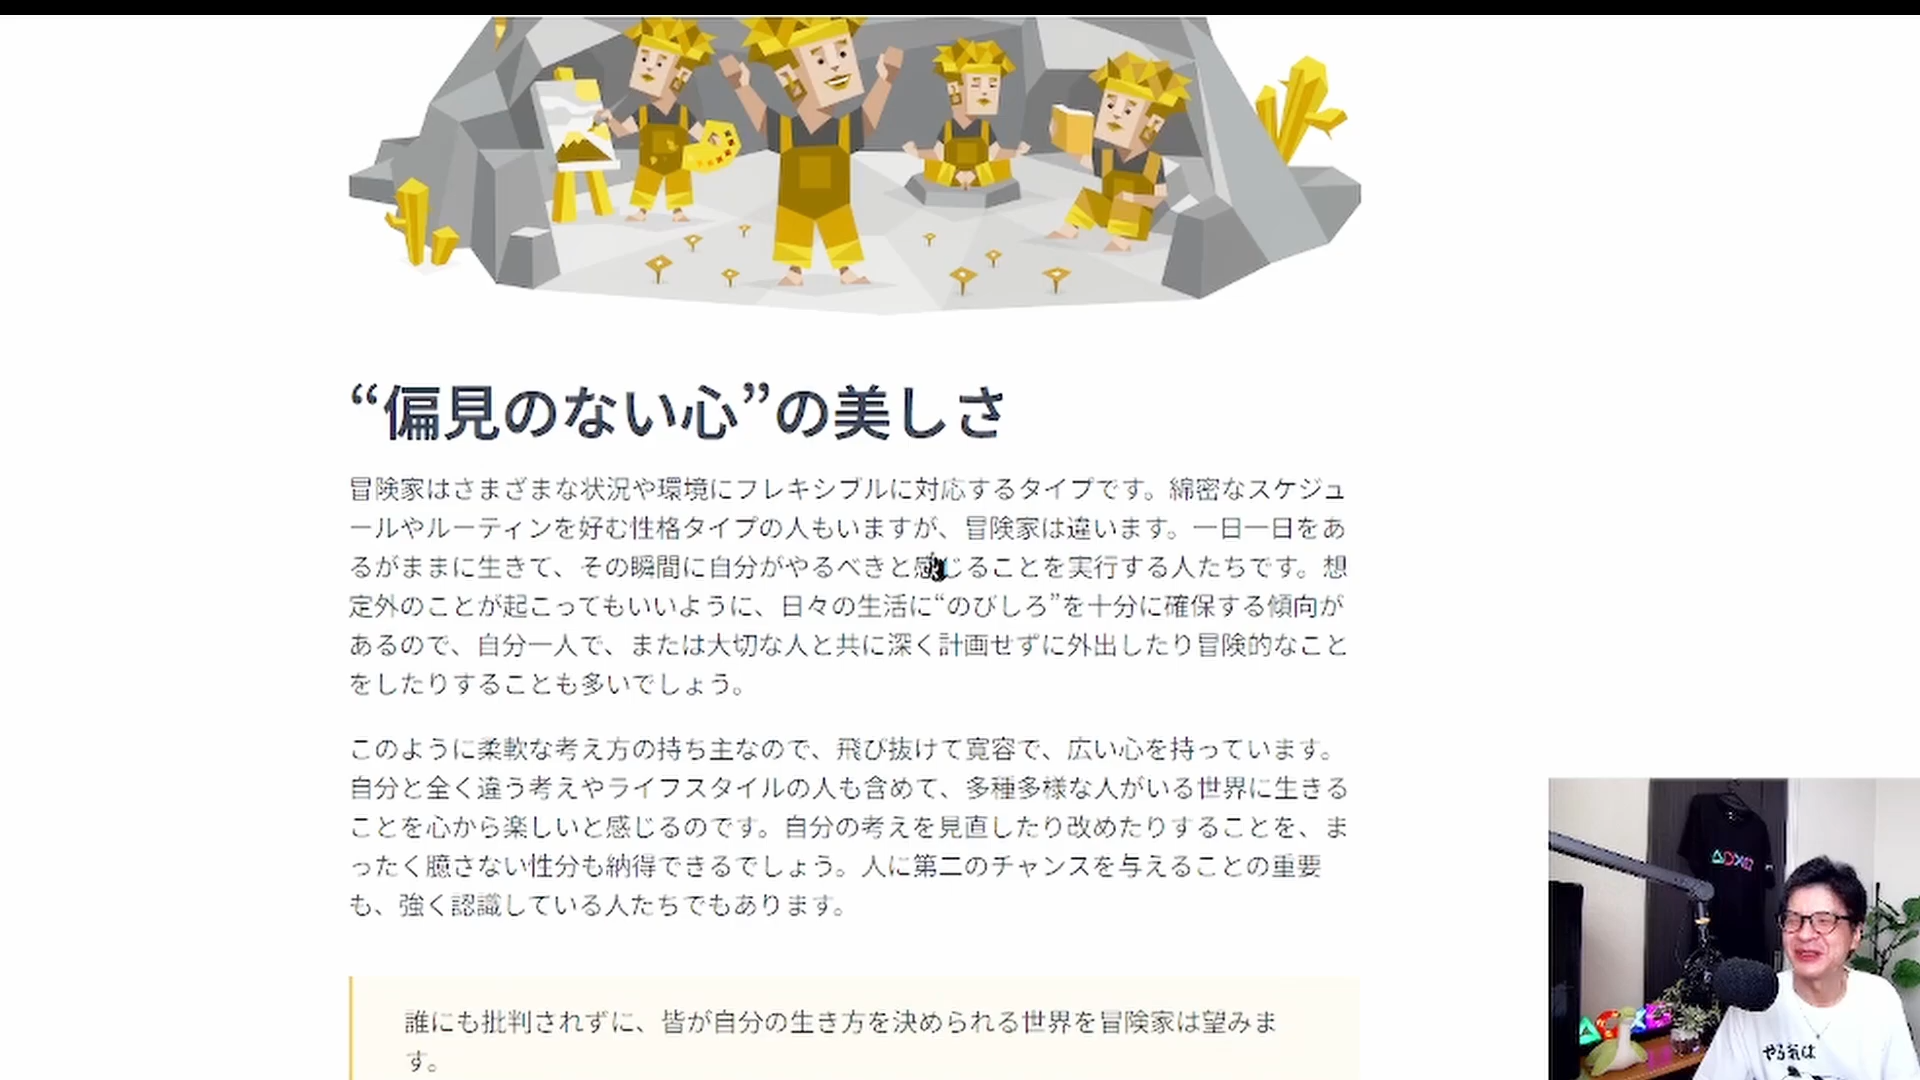 “偏見のない心”の美しさ
冒険家はさまざまな状況や環境にフレキシブルに対応するタイプです。綿密なスケジュ
ールやルーティンを好む性格タイプの人もいますが、冒険家は違います。一日一日をあ
るがままに生きて、その瞬間に自分がやるべきと感じることを実行する人たちです。想
定外のことが起こってもいいように、日々の生活に“のびしろ”を十分に確保する傾向が
あるので、自分一人で、または大切な人と共に深く計画せずに外出したり冒険的なこと
をしたりすることも多いでしょう。
このように柔軟な考え方の持ち主なので、飛び抜けて寛容で、広い心を持っています。
自分と全く違う考えやライフスタイルの人も含めて、多種多様な人がいる世界に生きる
ことを心から楽しいと感じるのです。自分の考えを見直したり改めたりすることを、ま
ったく臆さない性分も納得できるでしょう。人に第二のチャンスを与えることの重要
も、強く認識している人たちでもあります。
誰にも批判されずに、皆が自分の生き方を決められる世界を冒険家は望みま
す。
やる気は